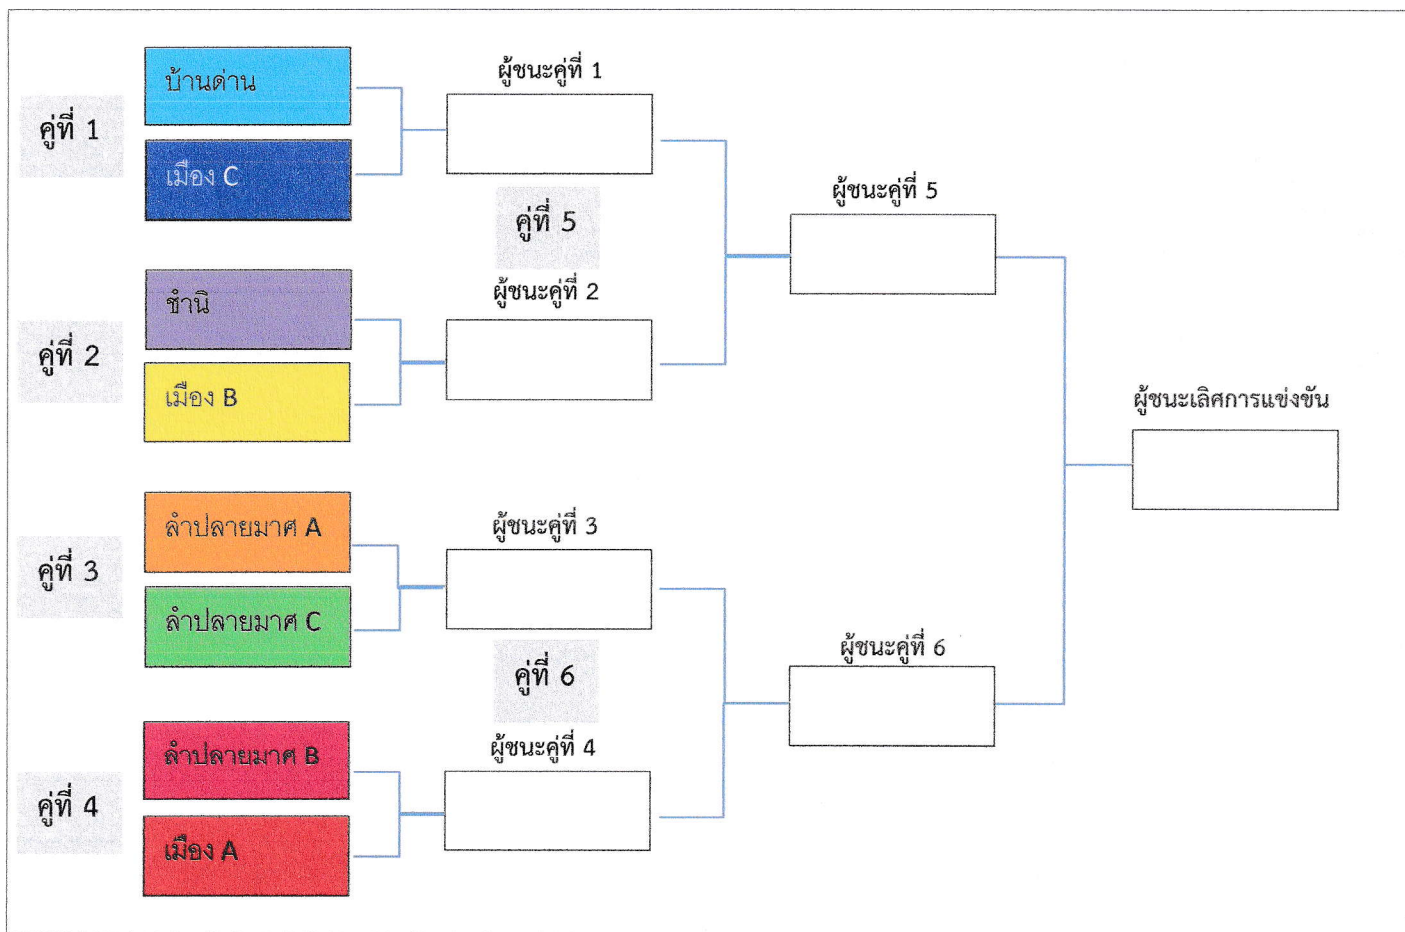 คู่ที่ 1
บ้านด่าน
เมือง C
ผู้ชนะคู่ที่ 1
คู่ที่ 5
ผู้ชนะคู่ที่ 5
คู่ที่ 2
ชำนิ
เมือง B
ผู้ชนะคู่ที่ 2
ผู้ชนะเลิศการแข่งขัน
คู่ที่ 3
ลำปลายมาศ A
ลำปลายมาศ C
ผู้ชนะคู่ที่ 3
คู่ที่ 6
ผู้ชนะคู่ที่ 6
คู่ที่ 4
ลำปลายมาศ B
เมือง A
ผู้ชนะคู่ที่ 4